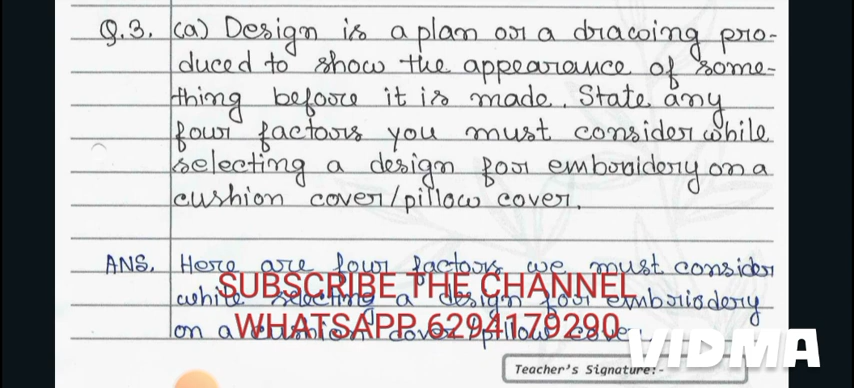 Q.3. (a) Design is a plan or a drawing pro-
duced to show the appearance of some-
thing before it is made. State any
four factors you must consider while
selecting a design for embroidery on a
cushion cover/pillow cover.
ANS. Here are four factors we must consider
SUBSCRIBE THE CHANNEL
while selecting a design for embroidery
WHATSAPP 6294179290
on a cushion cover/pillow cover.
VIDMA
Teacher's Signature:-